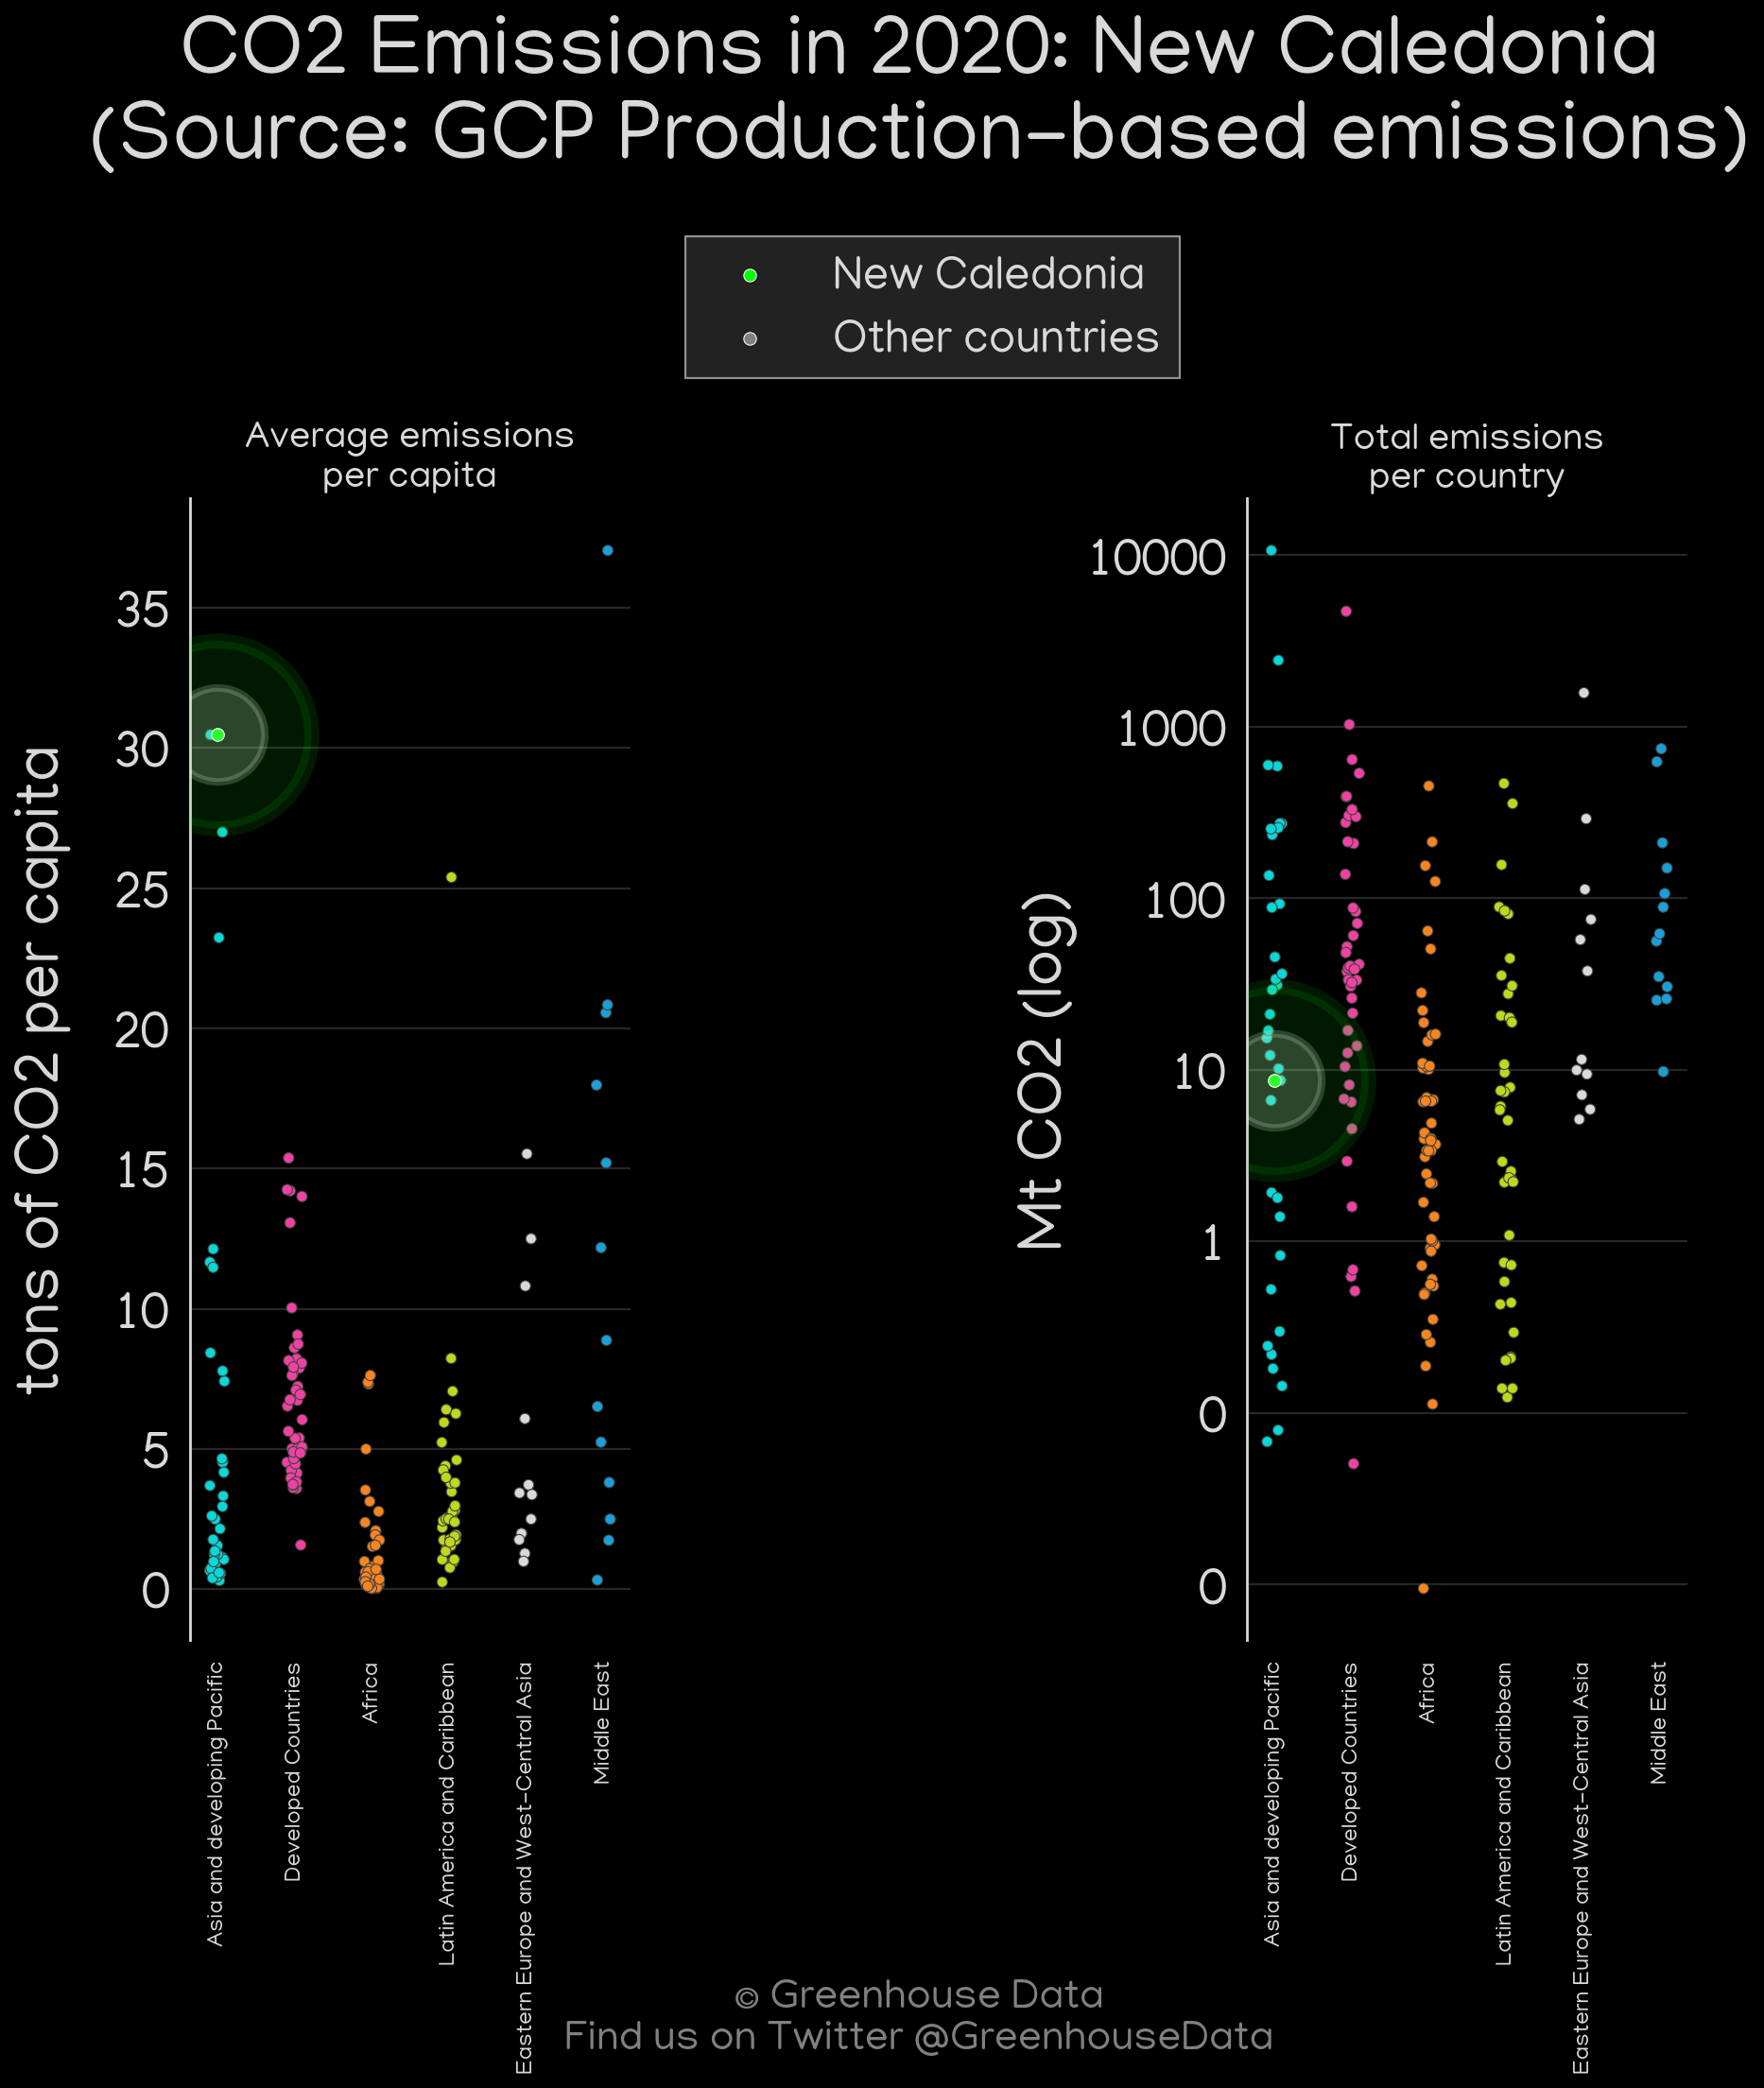 CO2 Emissions in 2020: New Caledonia
(Source: GCP Production-based emissions)
New Caledonia
Other countries
Average emissions
per capita
tons of CO2 per capita
35
30
25
20
15
10
5
0
Asia and developing Pacific
Developed Countries
Africa
Latin America and Caribbean
Eastern Europe and West-Central Asia
Middle East
Total emissions
per country
Mt CO2 (log)
10000
1000
100
10
1
0
0
Asia and developing Pacific
Developed Countries
Africa
Latin America and Caribbean
Eastern Europe and West-Central Asia
Middle East
© Greenhouse Data
Find us on Twitter @GreenhouseData